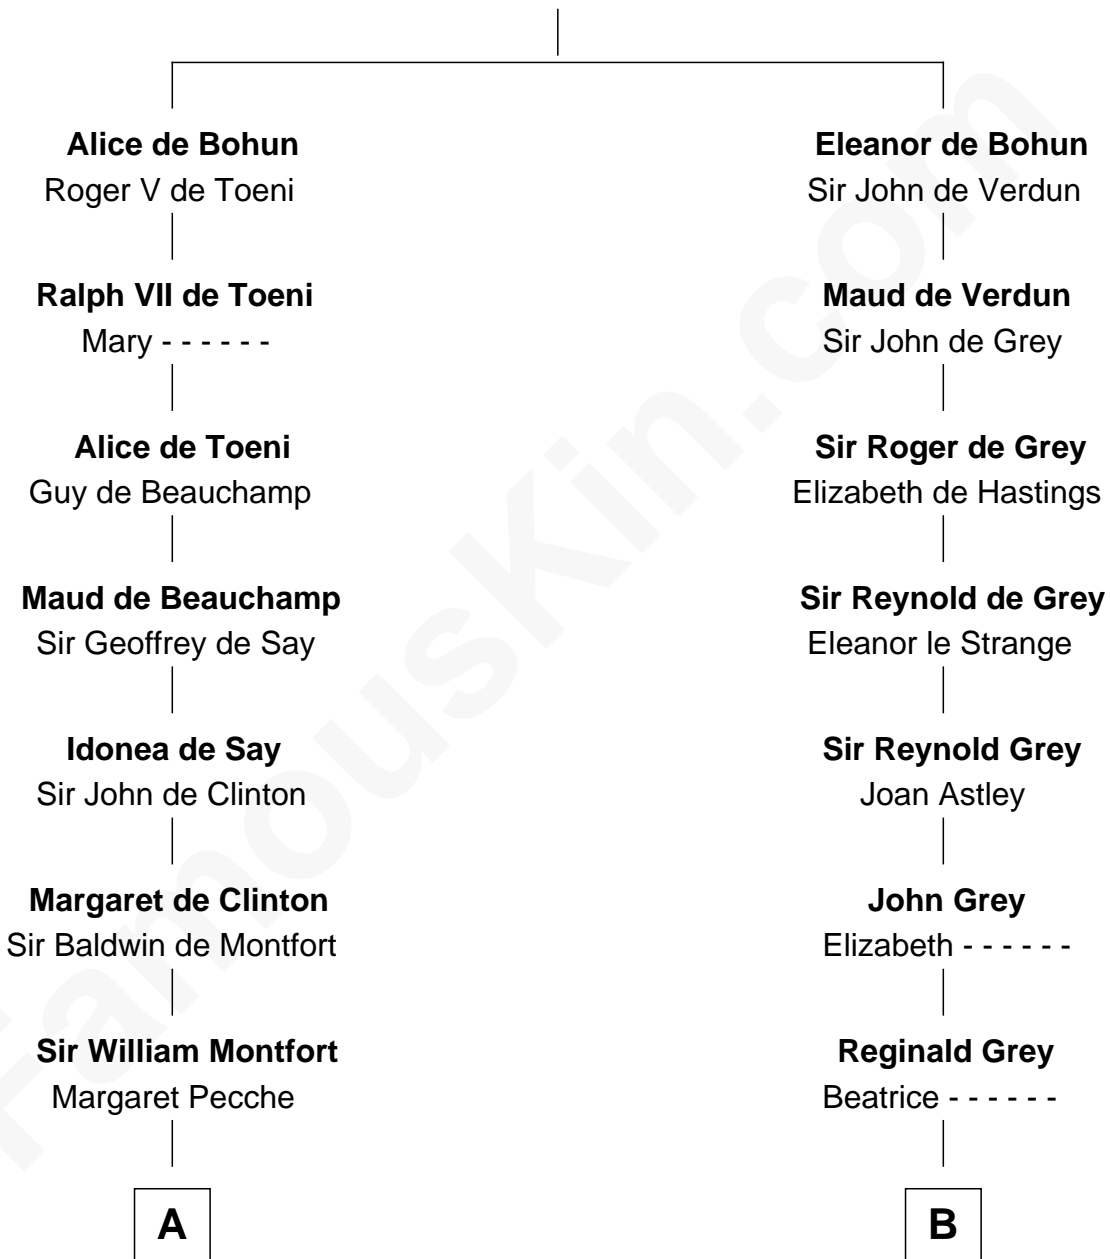 Alice de Bohun
Roger V de Toeni
Ralph VII de Toeni
Mary - - - - - -
Alice de Toeni
Guy de Beauchamp
Maud de Beauchamp
Sir Geoffrey de Say
Idonea de Say
Sir John de Clinton
Margaret de Clinton
Sir Baldwin de Montfort
Sir William Montfort
Margaret Pecche
A
Eleanor de Bohun
Sir John de Verdun
Maud de Verdun
Sir John de Grey
Sir Roger de Grey
Elizabeth de Hastings
Sir Reynold de Grey
Eleanor le Strange
Sir Reynold Grey
Joan Astley
John Grey
Elizabeth - - - - - -
Reginald Grey
Beatrice - - - - - -
B
FamousKin.com